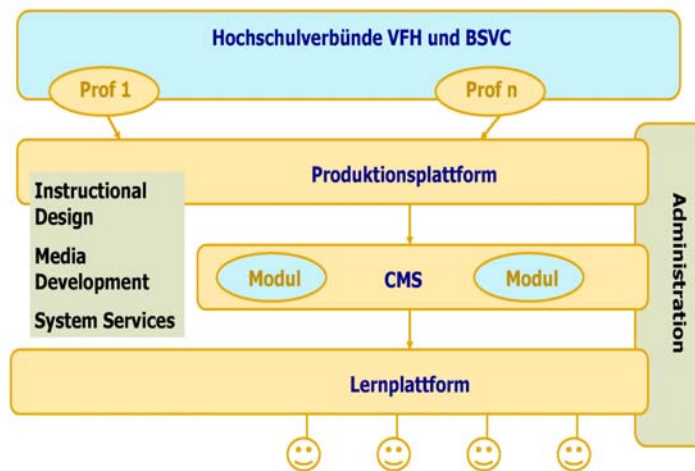 Hochschulverbünde VFH und BSVC
Prof 1
Prof n
Produktionsplattform
Instructional
Design
Media
Development
System Services
Modul
CMS
Modul
Lernplattform
Administration